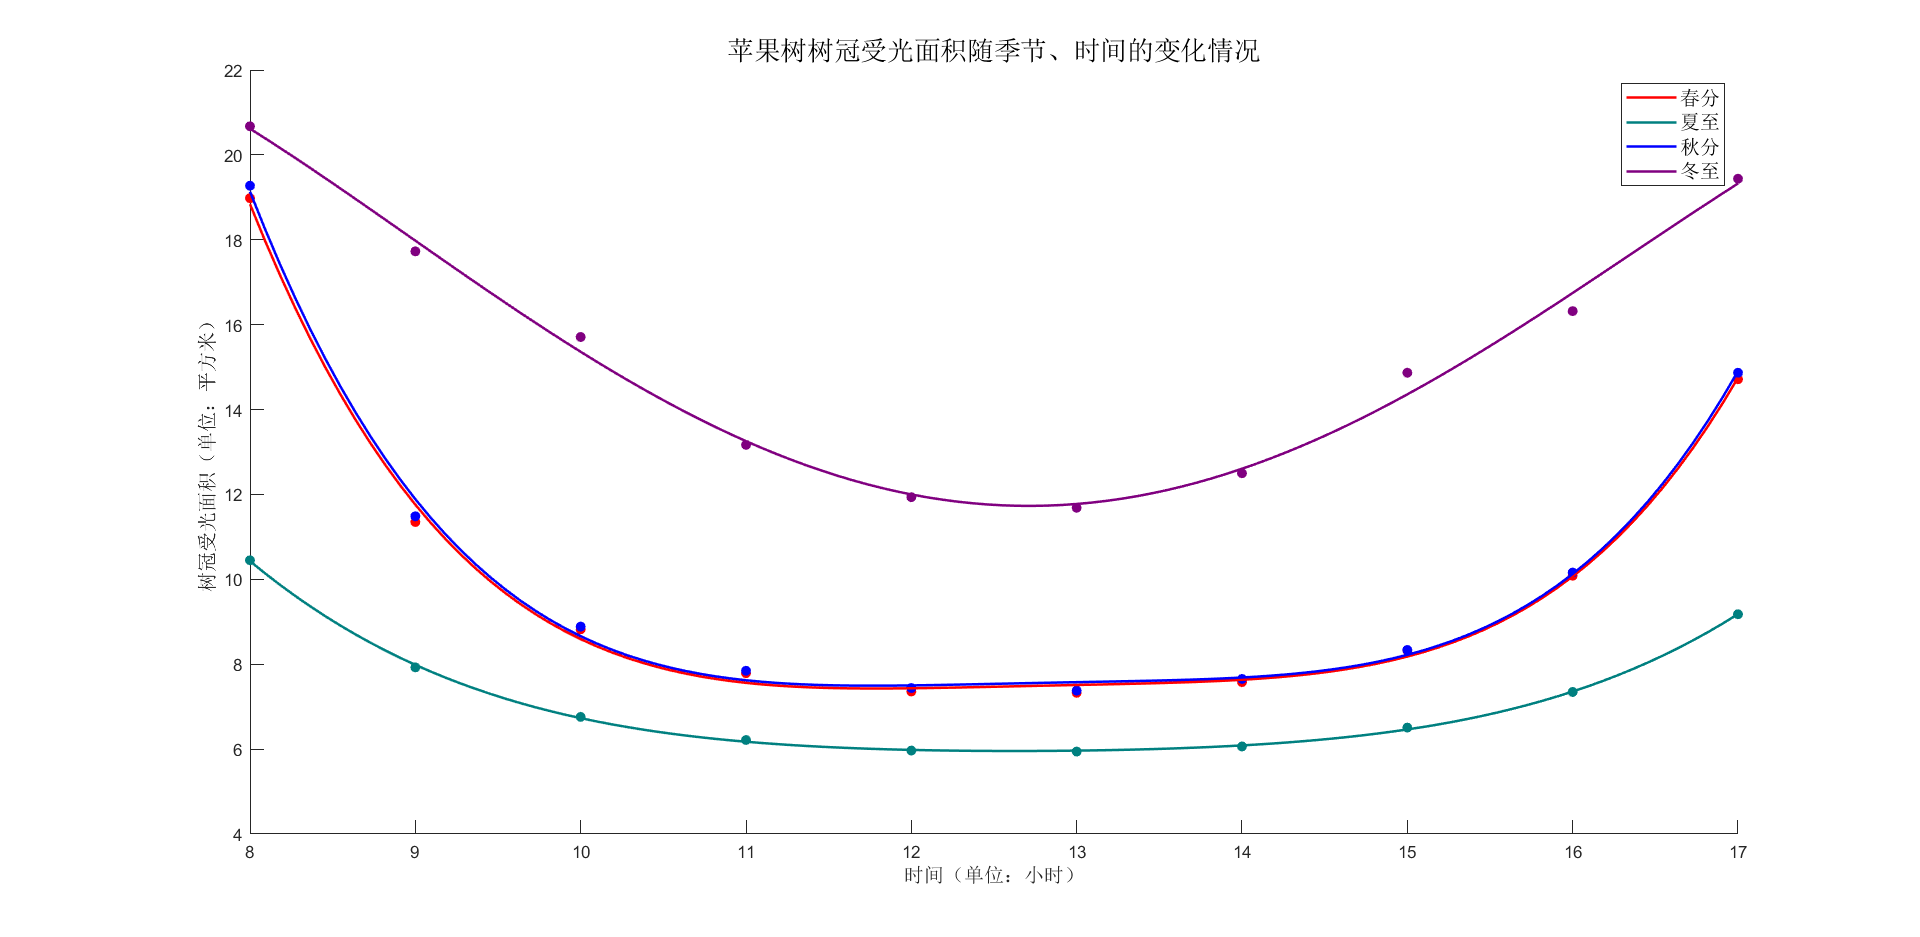 苹果树树冠受光面积随季节、时间的变化情况
22
20
18
16
14
12
10
8
6
4
树冠受光面积（单位：平方米）
春分
夏至
秋分
冬至
8 9 10 11 12 13 14 15 16 17
时间（单位：小时）